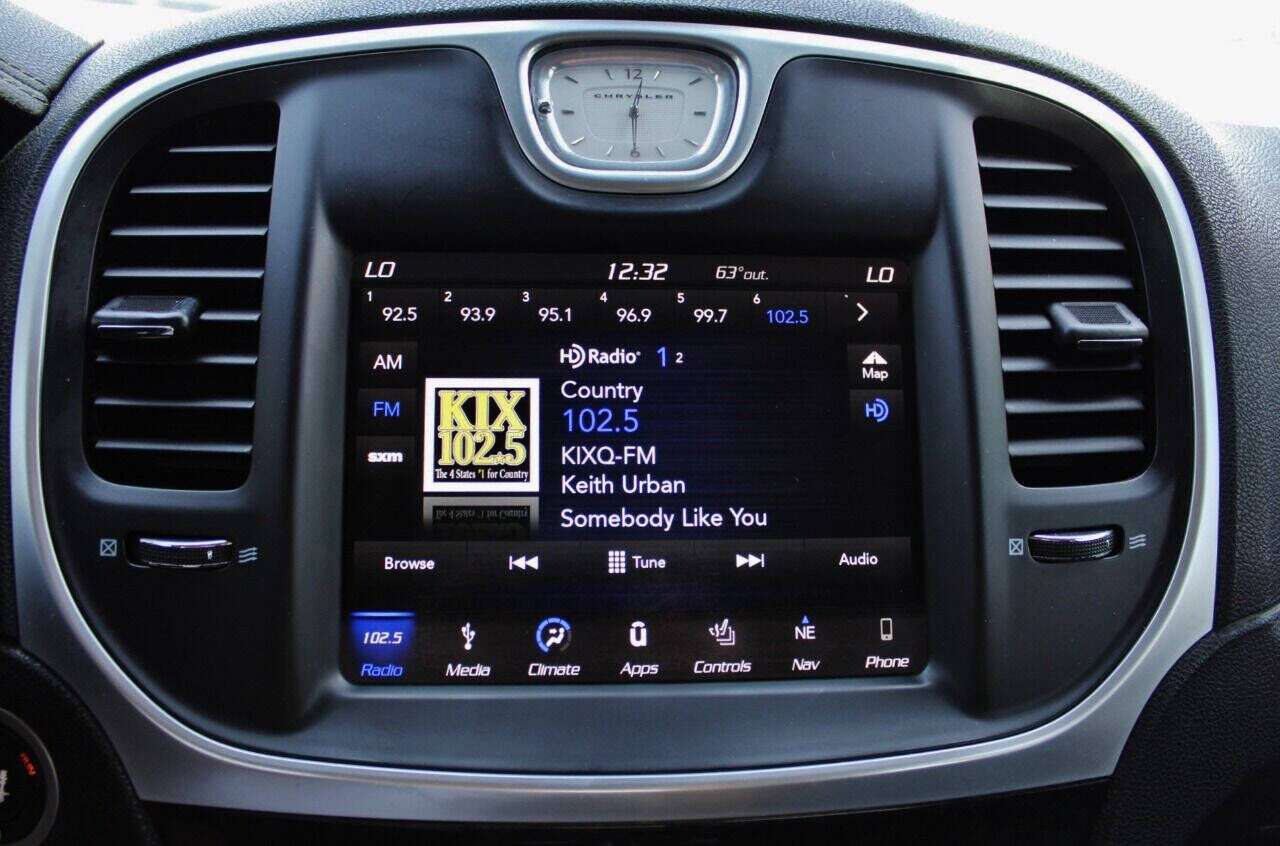 12
CHRYSLER
6
LO 12:32 63°out. LO
1 92.5 2 93.9 3 95.1 4 96.9 5 99.7 6 102.5
AM HD Radio 1 2 Map
FM HD
sxm
KIX
102.5
The 4 States #1 for Country
Country
102.5
KIXQ-FM
Keith Urban
Somebody Like You
Browse Tune Audio
102.5 NE
Radio Media Climate Apps Controls Nav Phone
RUN